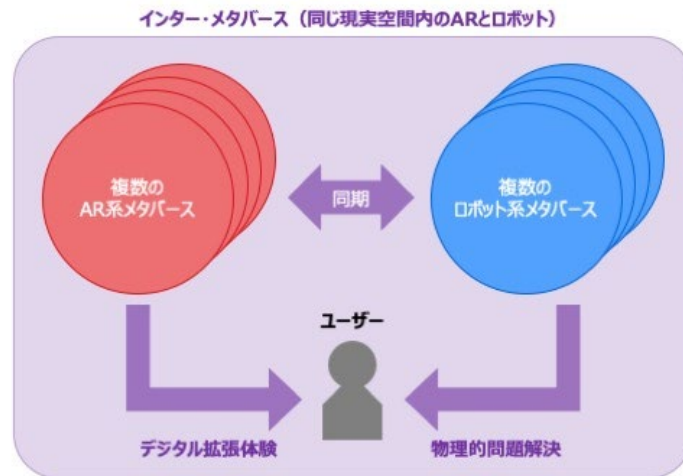 インター・メタバース（同じ現実空間内のARとロボット）
複数の
AR系メタバース
同期
複数の
ロボット系メタバース
ユーザー
デジタル拡張体験
物理的問題解決